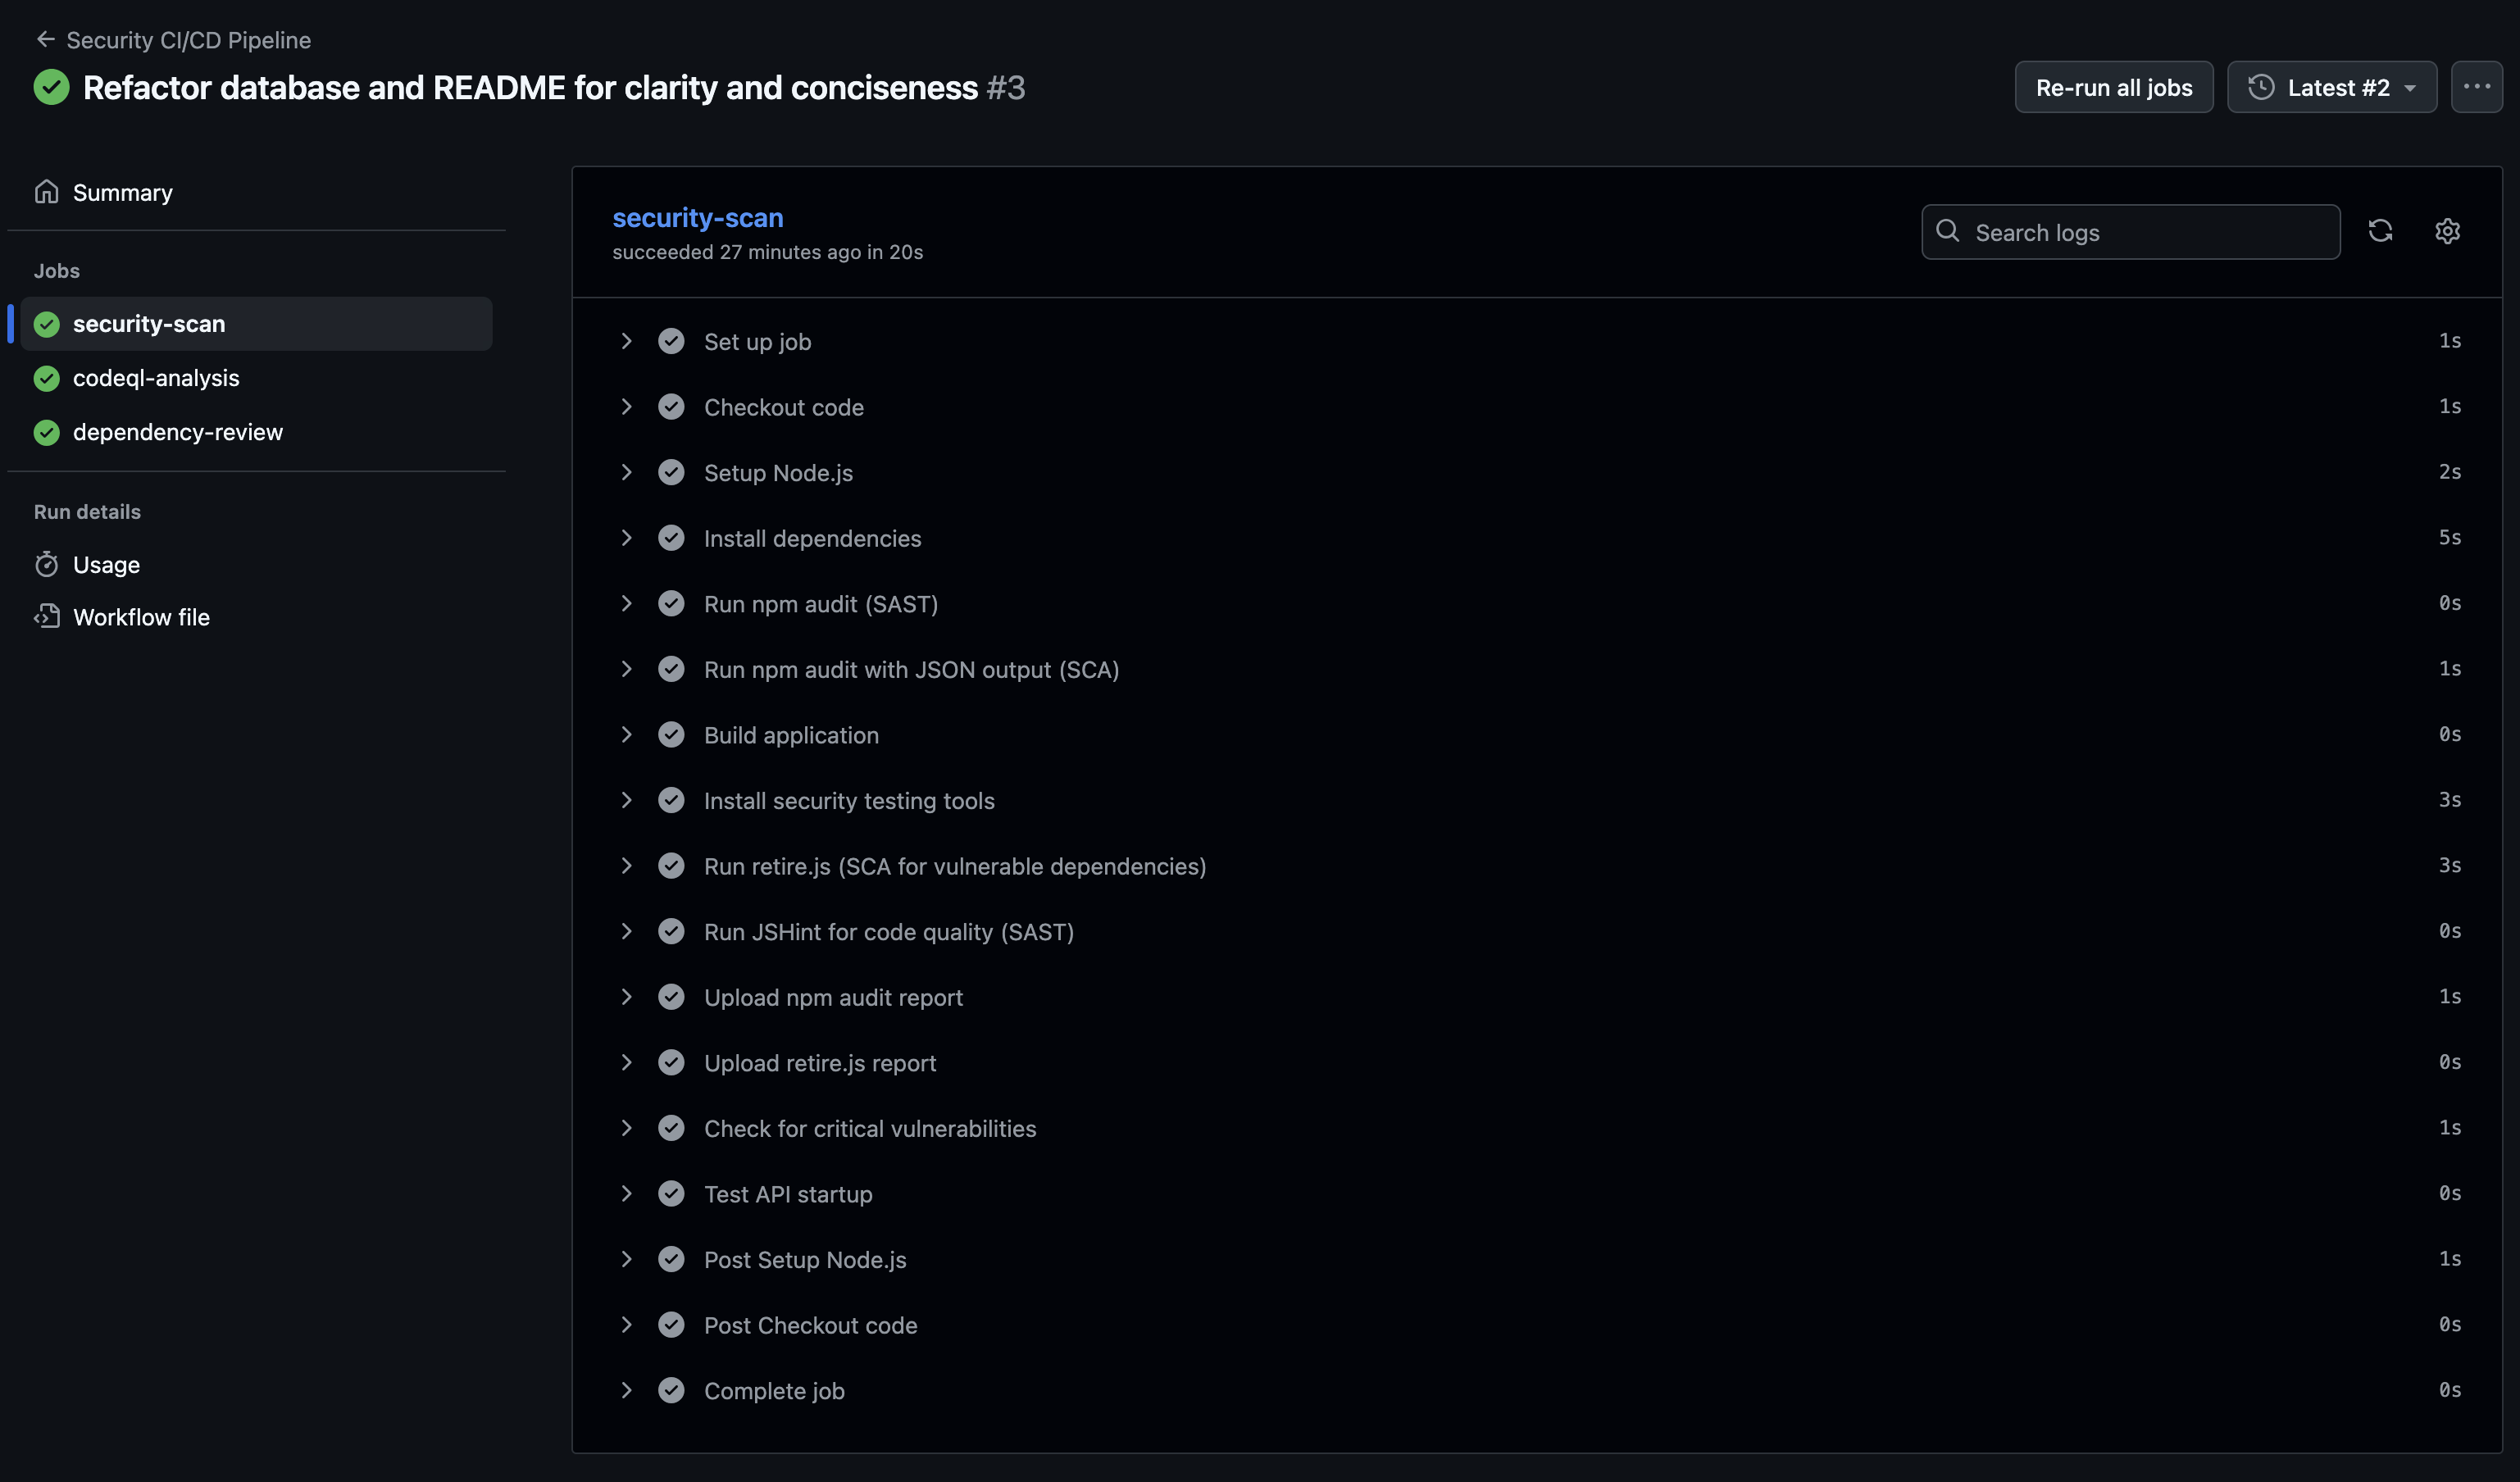 Security CI/CD Pipeline
Refactor database and README for clarity and conciseness #3
Re-run all jobs
Latest #2
Summary
Jobs
security-scan
codeql-analysis
dependency-review
Run details
Usage
Workflow file
security-scan
succeeded 27 minutes ago in 20s
Search logs
Set up job 1s
Checkout code 1s
Setup Node.js 2s
Install dependencies 5s
Run npm audit (SAST) 0s
Run npm audit with JSON output (SCA) 1s
Build application 0s
Install security testing tools 3s
Run retire.js (SCA for vulnerable dependencies) 3s
Run JSHint for code quality (SAST) 0s
Upload npm audit report 1s
Upload retire.js report 0s
Check for critical vulnerabilities 1s
Test API startup 0s
Post Setup Node.js 1s
Post Checkout code 0s
Complete job 0s